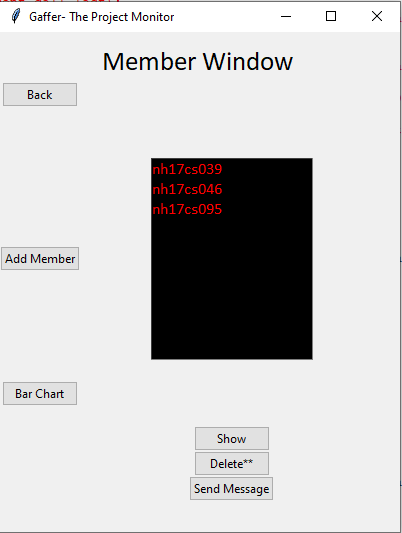 Gaffer- The Project Monitor
Member Window
Back
nh17cs039
nh17cs046
nh17cs095
Add Member
Bar Chart
Show
Delete**
Send Message